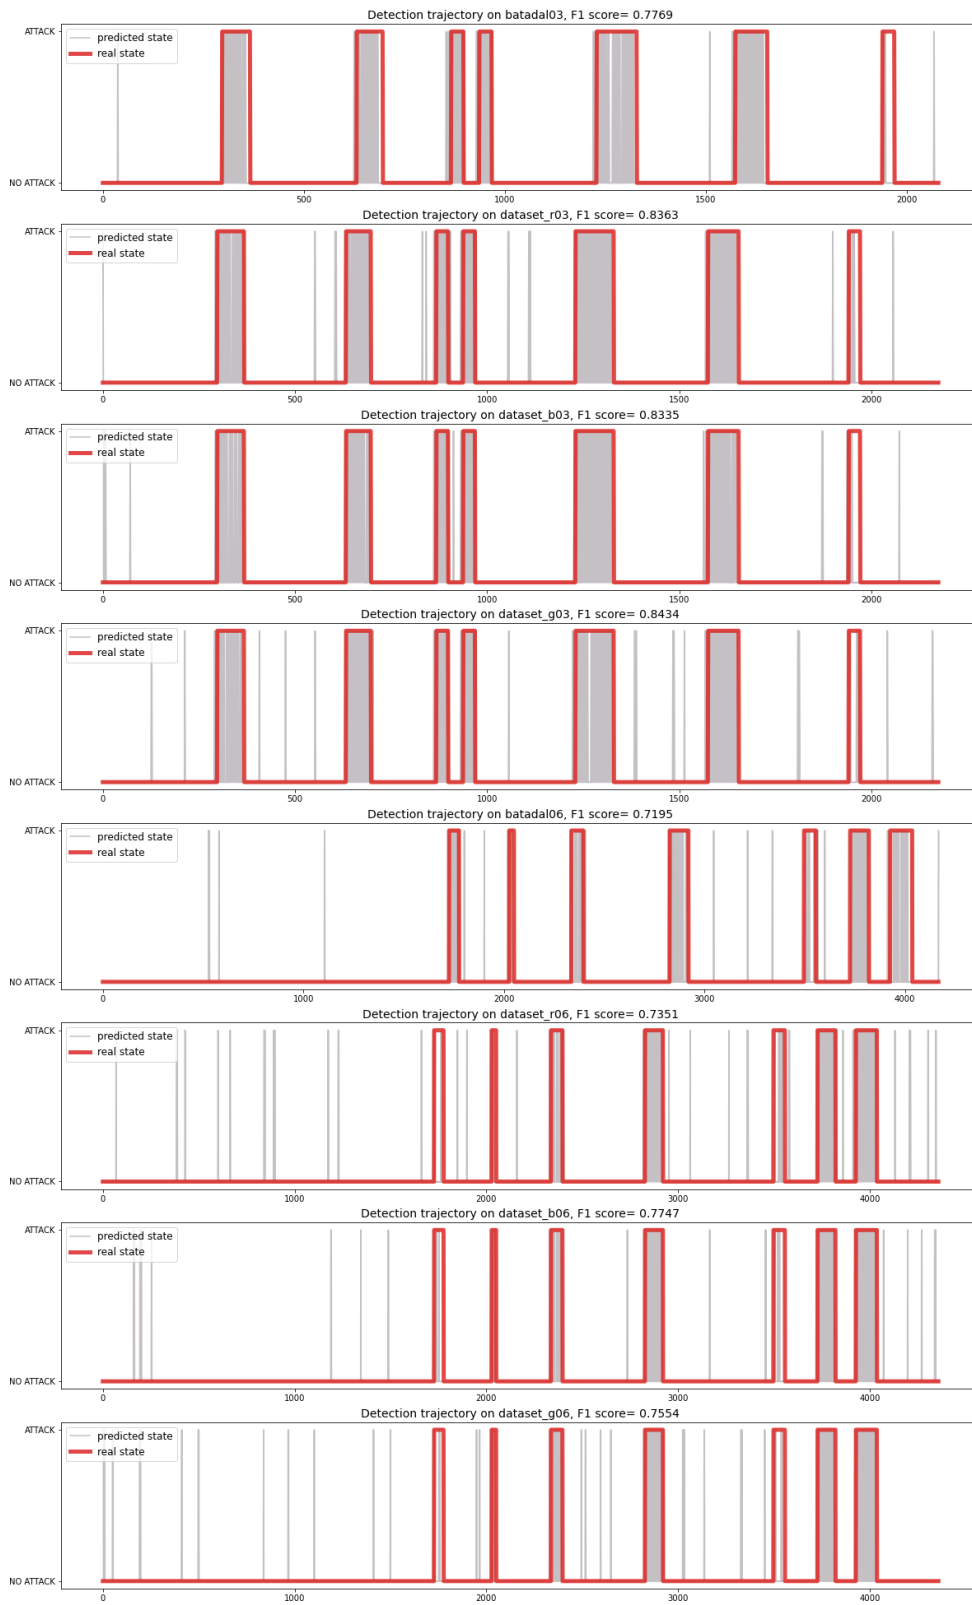 Detection trajectory on batadal03, F1 score= 0.7769
ATTACK
predicted state
real state
NO ATTACK
0 500 1000 1500 2000
Detection trajectory on dataset_r03, F1 score= 0.8363
ATTACK
predicted state
real state
NO ATTACK
0 500 1000 1500 2000
Detection trajectory on dataset_b03, F1 score= 0.8335
ATTACK
predicted state
real state
NO ATTACK
0 500 1000 1500 2000
Detection trajectory on dataset_g03, F1 score= 0.8434
ATTACK
predicted state
real state
NO ATTACK
0 500 1000 1500 2000
Detection trajectory on batadal06, F1 score= 0.7195
ATTACK
predicted state
real state
NO ATTACK
0 1000 2000 3000 4000
Detection trajectory on dataset_r06, F1 score= 0.7351
ATTACK
predicted state
real state
NO ATTACK
0 1000 2000 3000 4000
Detection trajectory on dataset_b06, F1 score= 0.7747
ATTACK
predicted state
real state
NO ATTACK
0 1000 2000 3000 4000
Detection trajectory on dataset_g06, F1 score= 0.7554
ATTACK
predicted state
real state
NO ATTACK
0 1000 2000 3000 4000